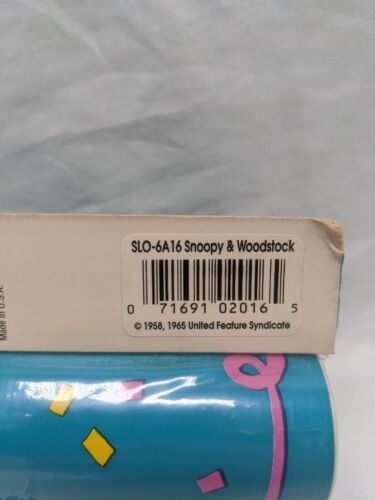 SLO-6A16 Snoopy & Woodstock
0 71691 02016 5
© 1958, 1965 United Feature Syndicate
Made in U.S.A.